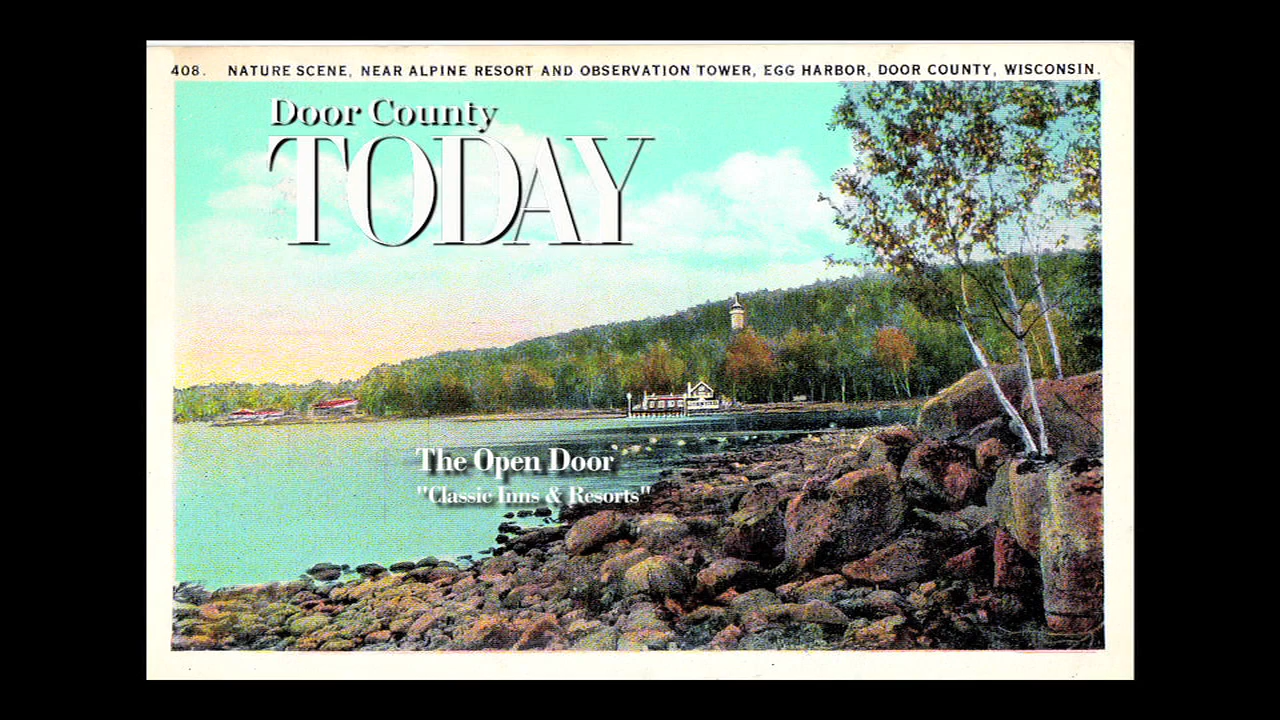 408. NATURE SCENE, NEAR ALPINE RESORT AND OBSERVATION TOWER, EGG HARBOR, DOOR COUNTY, WISCONSIN.
Door County
TODAY
The Open Door
"Classic Inns & Resorts"